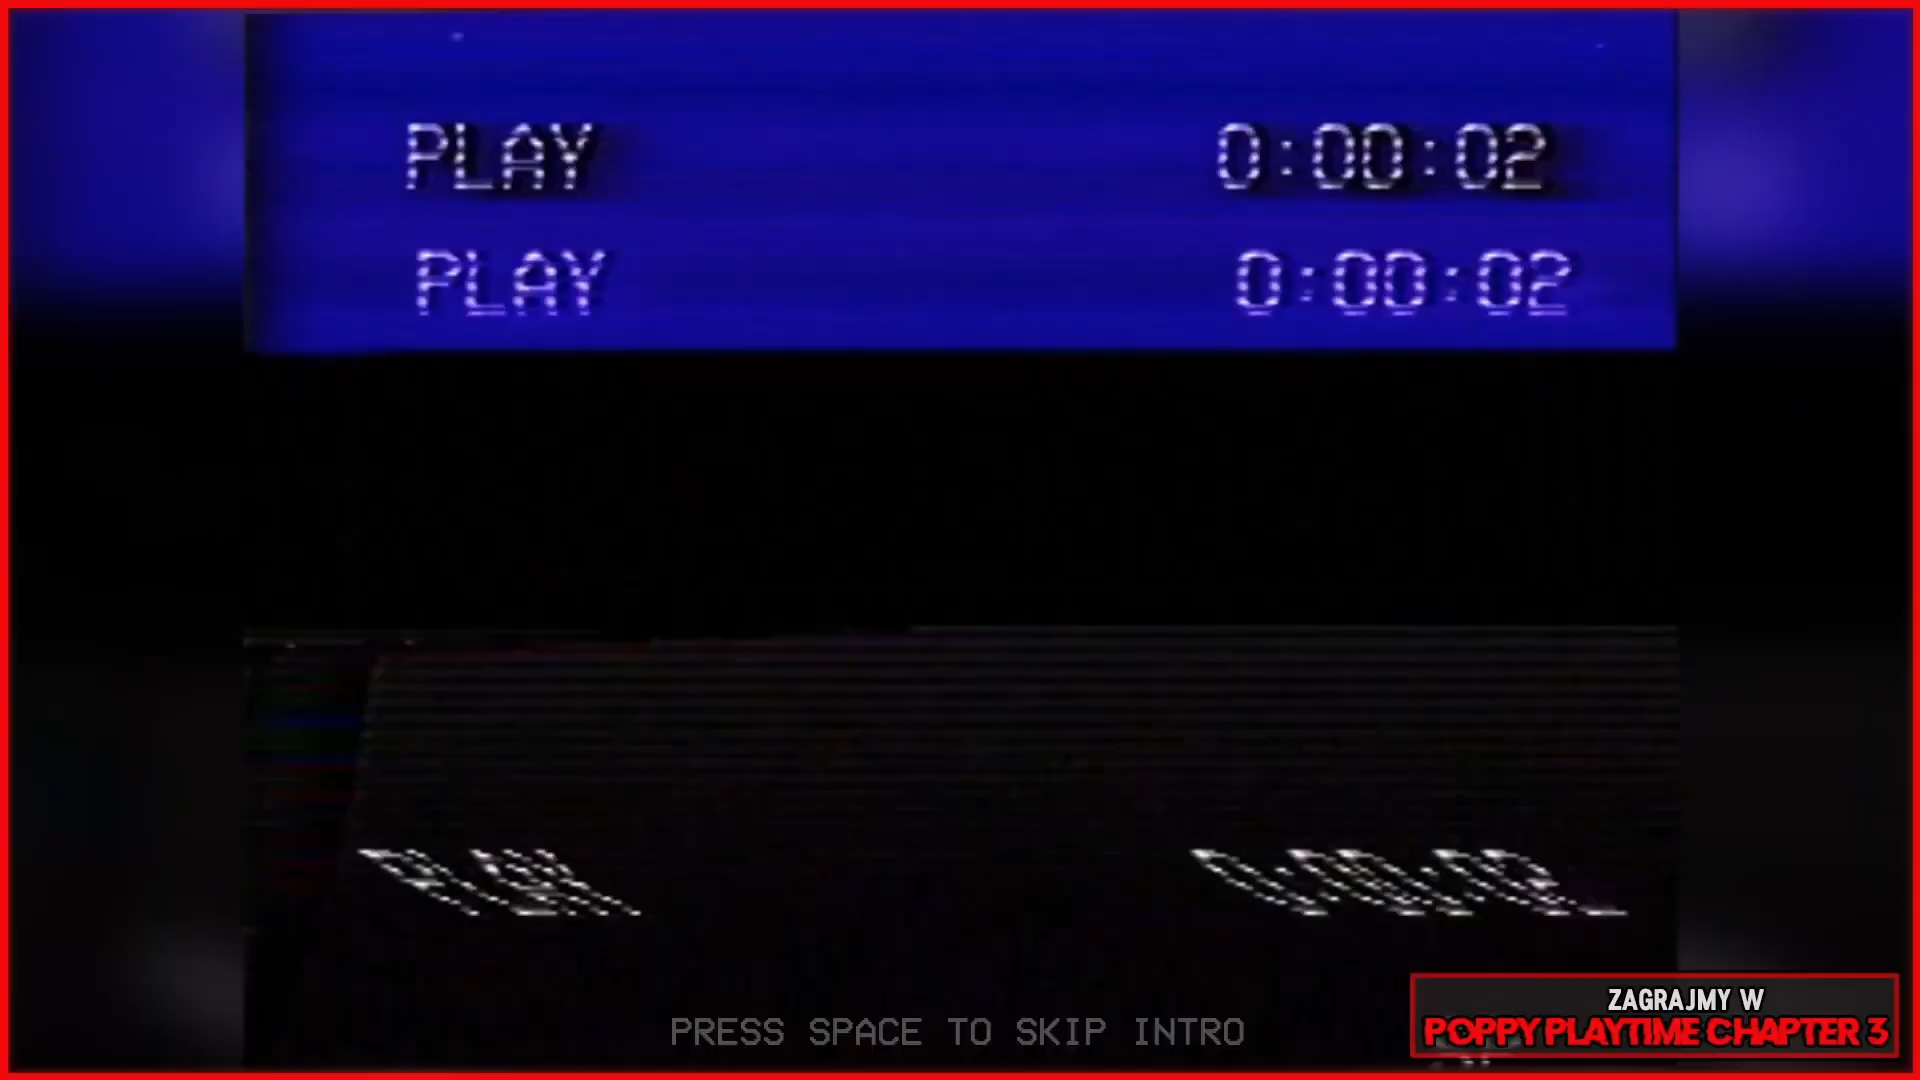 PLAY 0:00:02
PLAY 0:00:02
PRESS SPACE TO SKIP INTRO
ZAGRAJMY W
POPPY PLAYTIME CHAPTER 3